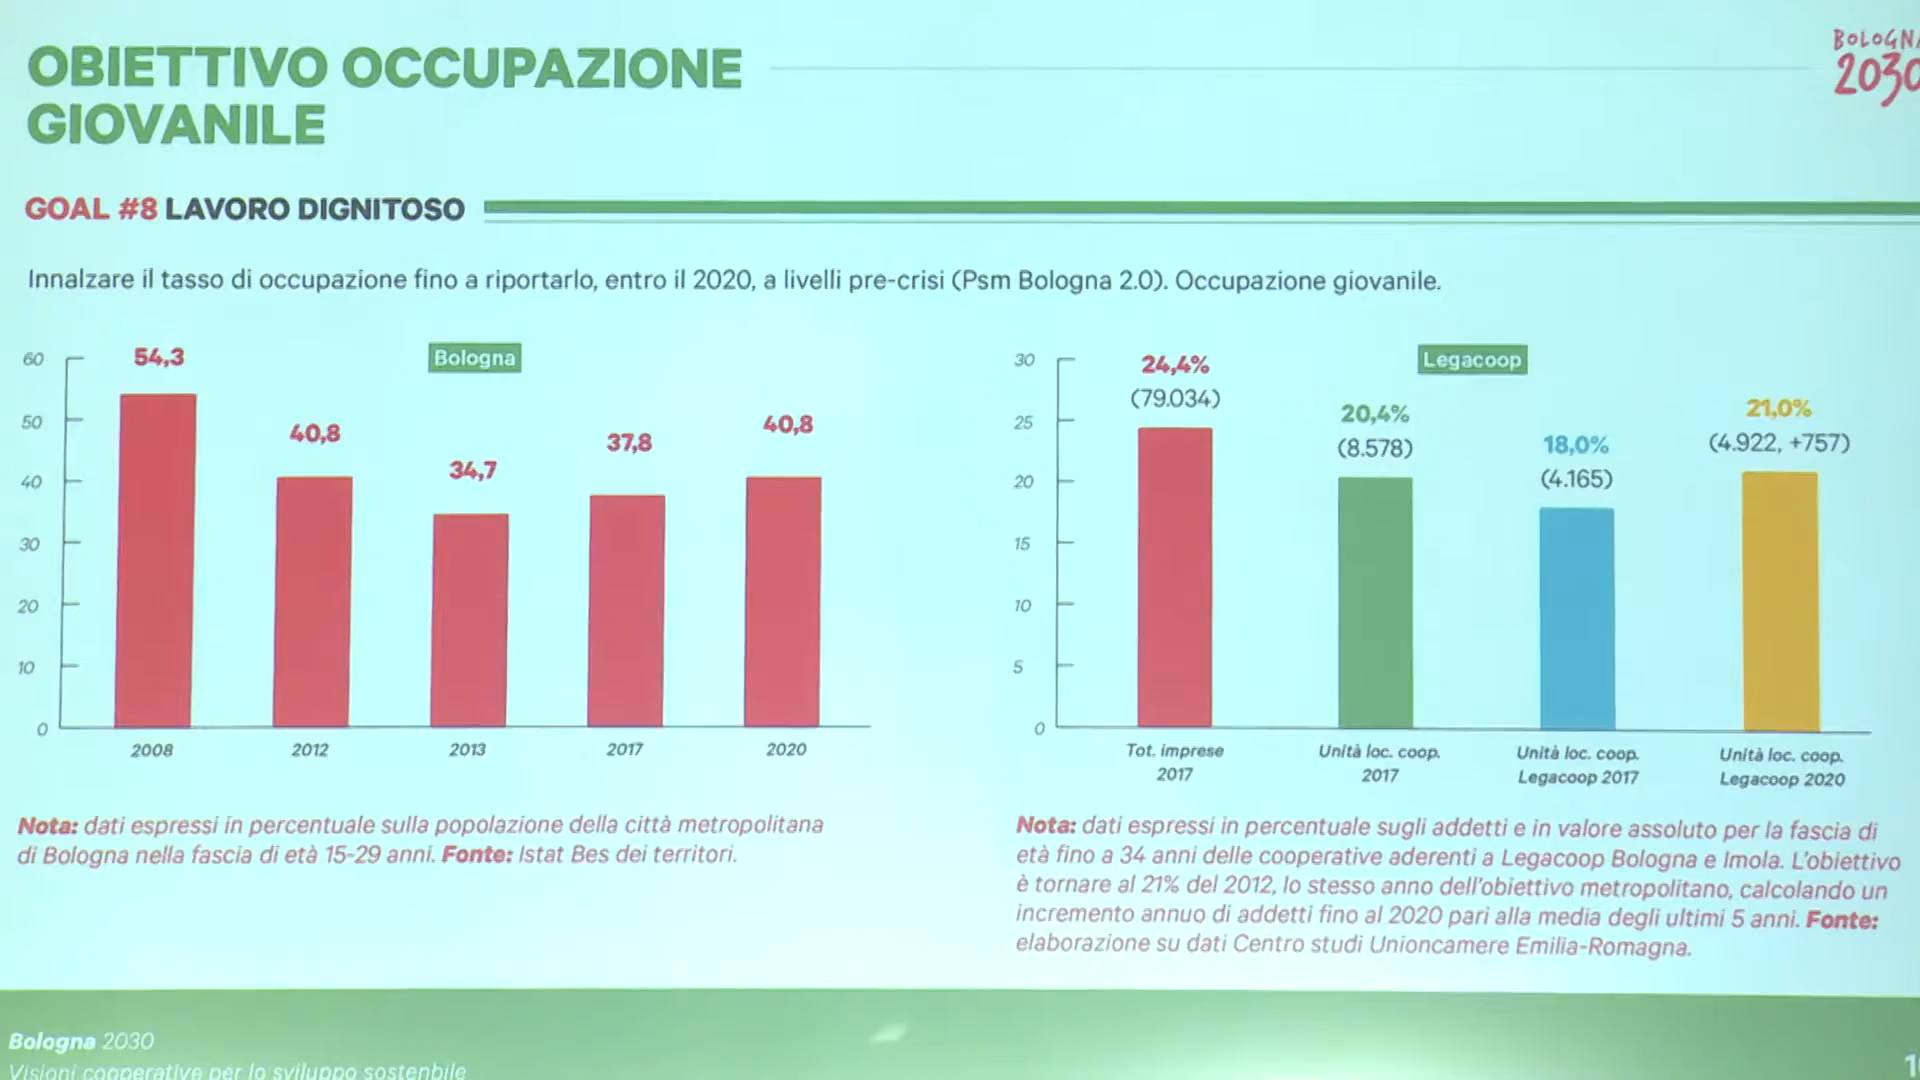 OBIETTIVO OCCUPAZIONE
GIOVANILE
BOLOGNA
2030
GOAL #8 LAVORO DIGNITOSO
Innalzare il tasso di occupazione fino a riportarlo, entro il 2020, a livelli pre-crisi (Psm Bologna 2.0). Occupazione giovanile.
Bologna
60
50
40
30
20
10
0
54,3
40,8
34,7
37,8
40,8
2008
2012
2013
2017
2020
Nota: dati espressi in percentuale sulla popolazione della città metropolitana
di Bologna nella fascia di età 15-29 anni. Fonte: Istat Bes dei territori.
Legacoop
30
25
20
15
10
5
0
24,4%
(79.034)
20,4%
(8.578)
18,0%
(4.165)
21,0%
(4.922, +757)
Tot. imprese
2017
Unità loc. coop.
2017
Unità loc. coop.
Legacoop 2017
Unità loc. coop.
Legacoop 2020
Nota: dati espressi in percentuale sugli addetti e in valore assoluto per la fascia di
età fino a 34 anni delle cooperative aderenti a Legacoop Bologna e Imola. L'obiettivo
è tornare al 21% del 2012, lo stesso anno dell'obiettivo metropolitano, calcolando un
incremento annuo di addetti fino al 2020 pari alla media degli ultimi 5 anni. Fonte:
elaborazione su dati Centro studi Unioncamere Emilia-Romagna.
Bologna 2030
Visioni cooperative per lo sviluppo sostenbile